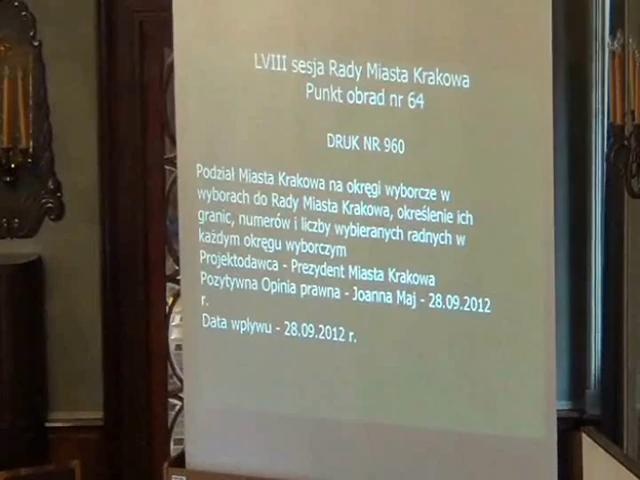 LVIII sesja Rady Miasta Krakowa
Punkt obrad nr 64
DRUK NR 960
Podział Miasta Krakowa na okręgi wyborcze w
wyborach do Rady Miasta Krakowa, określenie ich
granic, numerów i liczby wybieranych radnych w
każdym okręgu wyborczym
Projektodawca - Prezydent Miasta Krakowa
Pozytywna Opinia prawna - Joanna Maj - 28.09.2012
r.
Data wpływu - 28.09.2012 r.